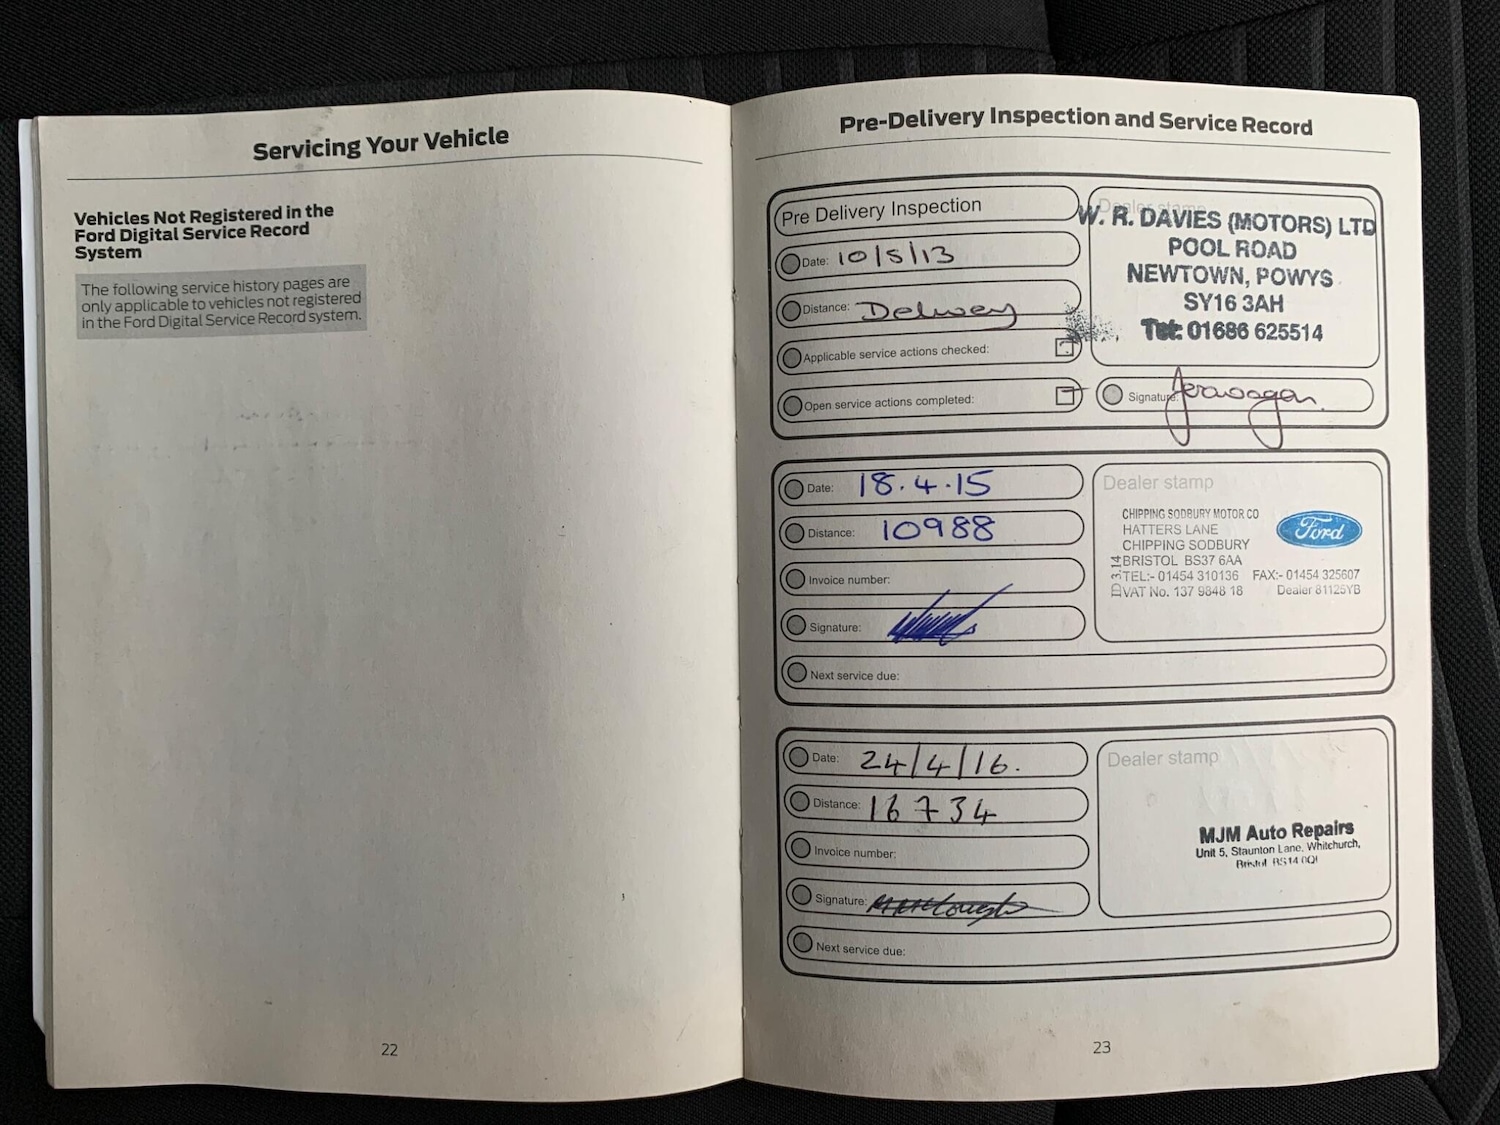 Servicing Your Vehicle
Vehicles Not Registered in the
Ford Digital Service Record
System
The following service history pages are
only applicable to vehicles not registered
in the Ford Digital Service Record system.
22
Pre-Delivery Inspection and Service Record
Pre Delivery Inspection
Date: 10/5/13
Distance: Delivery
Applicable service actions checked:
Open service actions completed:
Dealer stamp
W. R. DAVIES (MOTORS) LTD
POOL ROAD
NEWTOWN, POWYS
SY16 3AH
Tel: 01686 625514
Signature:
Date: 18.4.15
Distance: 10988
Invoice number:
Signature:
Next service due:
Dealer stamp
CHIPPING SODBURY MOTOR CO
HATTERS LANE
CHIPPING SODBURY
BRISTOL BS37 6AA
TEL:- 01454 310136 FAX:- 01454 325607
VAT No. 137 9848 18 Dealer 81125YB
D 3.14
Ford
Date: 24/4/16.
Distance: 16734
Invoice number:
Signature:
Next service due:
Dealer stamp
MJM Auto Repairs
Unit 5, Staunton Lane, Whitchurch,
Bristol BS14
23